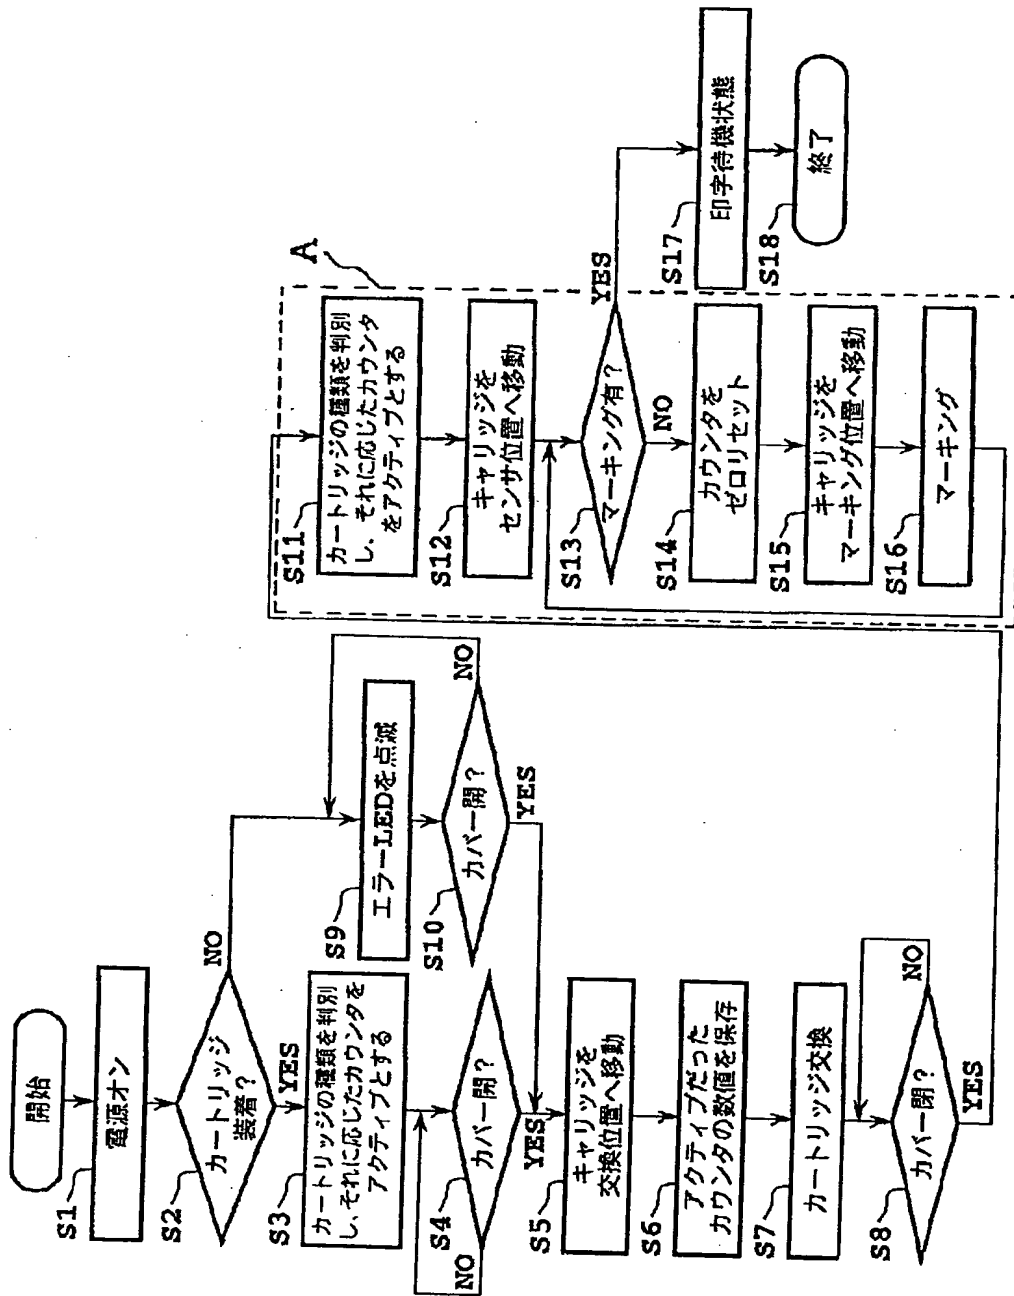 開始
S1
電源オン
S2
カートリッジ
装着？
NO
YES
S3
カートリッジの種類を判別
し、それに応じたカウンタを
アクティブとする
S4
カバー開？
NO
YES
S5
キャリッジを
交換位置へ移動
S6
アクティブだった
カウンタの数値を保存
S7
カートリッジ交換
S8
カバー閉？
NO
YES
S9
エラーLEDを点滅
S10
カバー開？
NO
YES
A
S11
カートリッジの種類を判別
し、それに応じたカウンタ
をアクティブとする
S12
キャリッジを
センサ位置へ移動
S13
マーキング有？
YES
NO
S14
カウンタを
ゼロリセット
S15
キャリッジを
マーキング位置へ移動
S16
マーキング
S17
印字待機状態
S18
終了